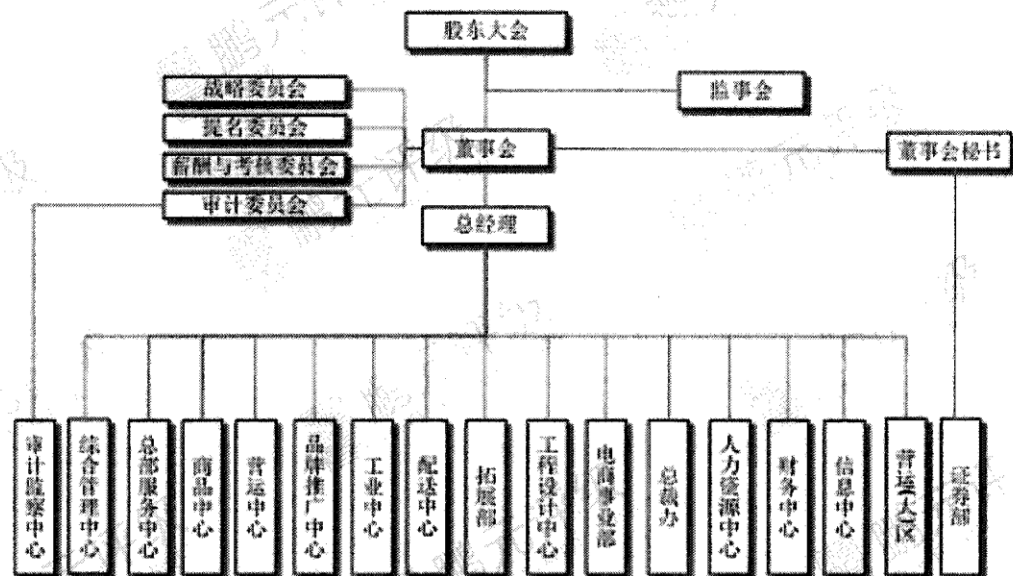 股东大会
战略委员会
监事会
提名委员会
董事会
董事会秘书
薪酬与考核委员会
审计委员会
总经理
审计监察中心
综合管理中心
总部服务中心
商品中心
营运中心
品牌推广中心
工业中心
配送中心
拓展部
工程设计中心
电商事业部
总裁办
人力资源中心
财务中心
信息中心
营运大区
证券部